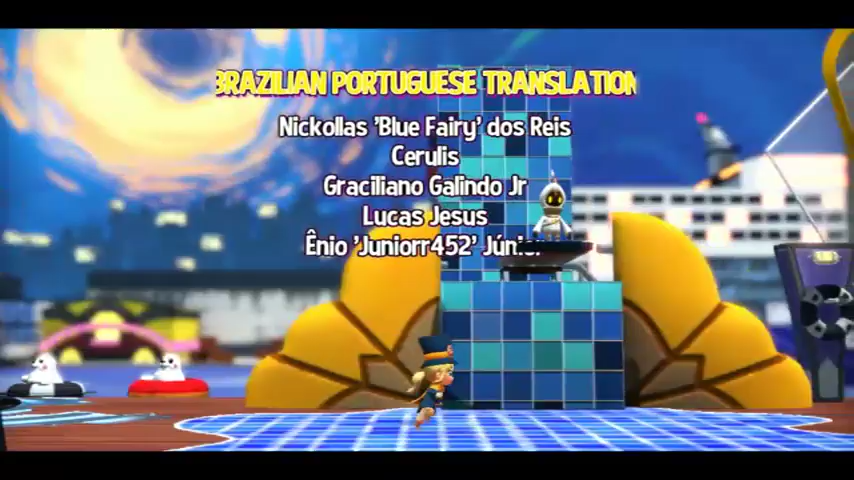 BRAZILIAN PORTUGUESE TRANSLATION
Nickollas 'Blue Fairy' dos Reis
Cerulis
Graciliano Galindo Jr
Lucas Jesus
Ênio 'Juniorr452' Júnior